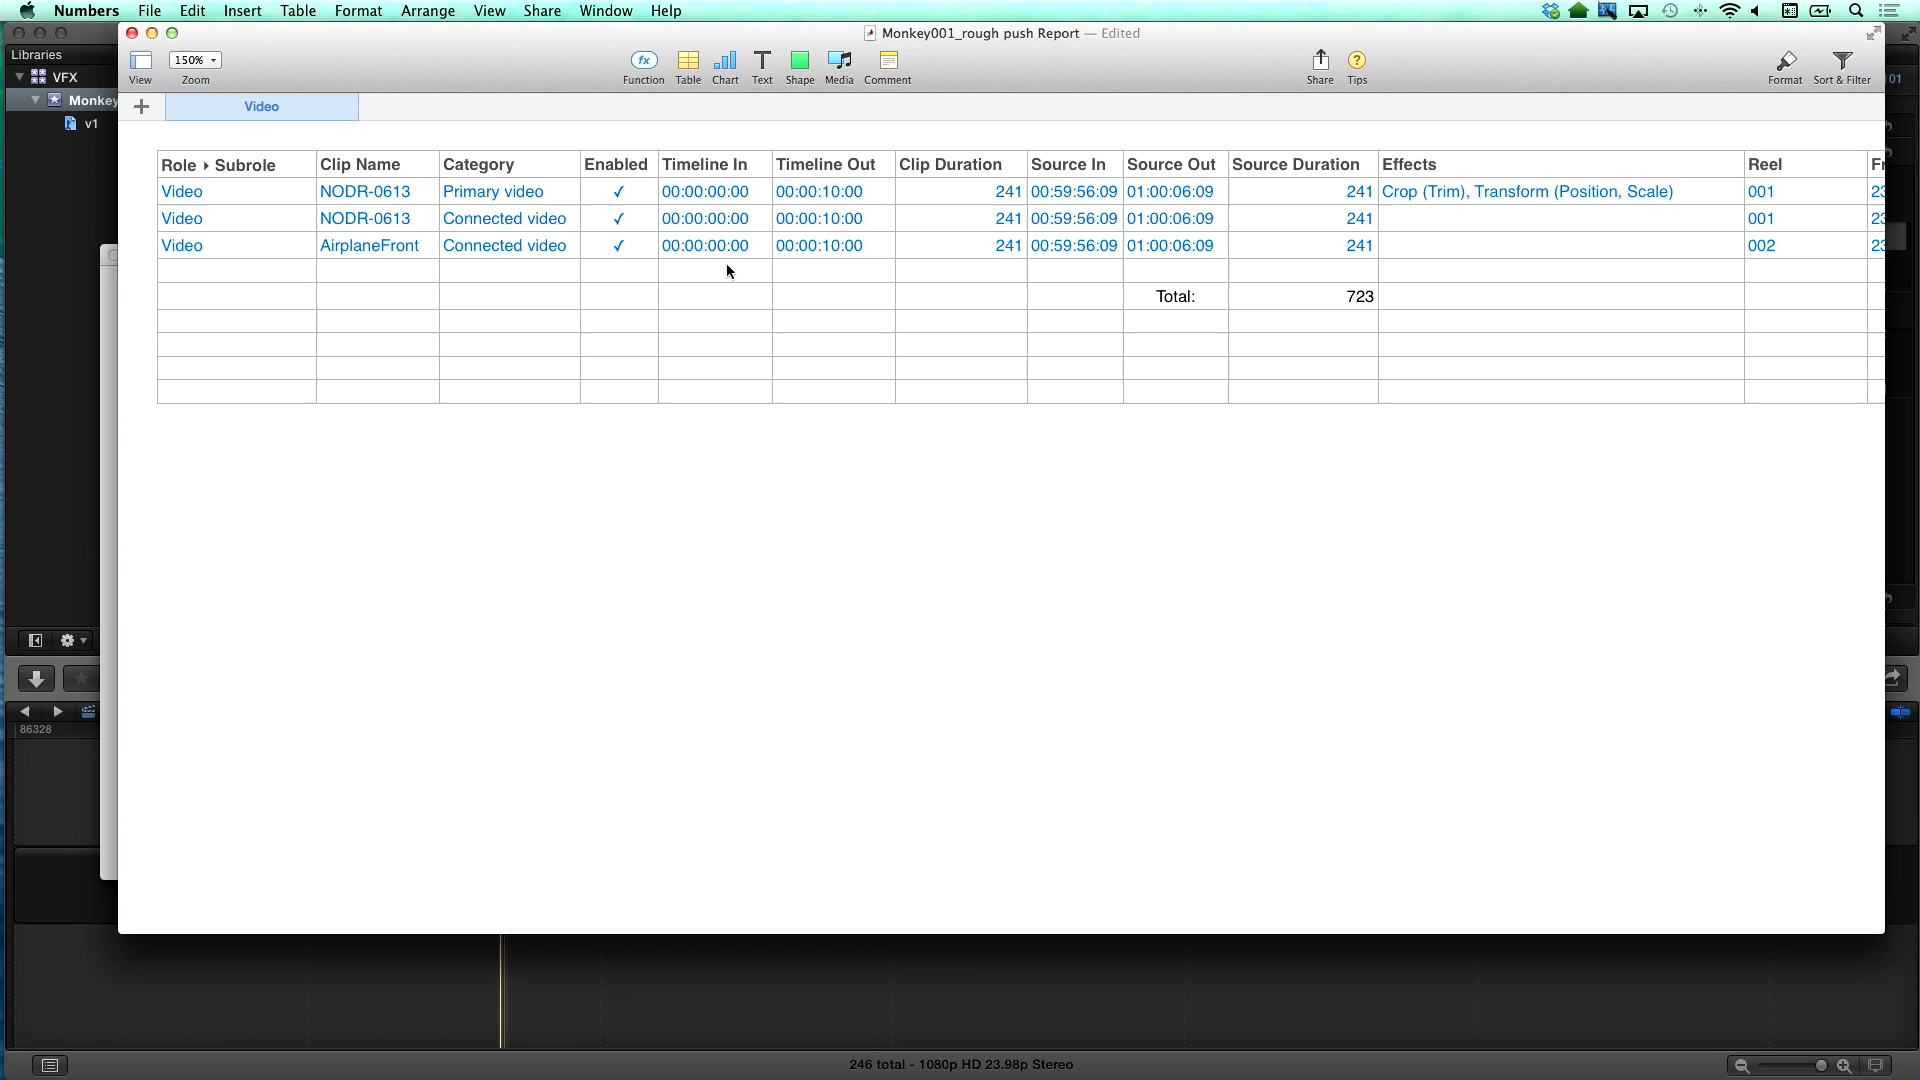 Numbers File Edit Insert Table Format Arrange View Share Window Help
Monkey001_rough push Report — Edited
Libraries
150%
View Zoom Function Table Chart Text Shape Media Comment Share Tips Format Sort & Filter
VFX
101
Monkey
Video
v1
Role ▸ Subrole Clip Name Category Enabled Timeline In Timeline Out Clip Duration Source In Source Out Source Duration Effects Reel
Video NODR-0613 Primary video ✓ 00:00:00:00 00:00:10:00 241 00:59:56:09 01:00:06:09 241 Crop (Trim), Transform (Position, Scale) 001 23
Video NODR-0613 Connected video ✓ 00:00:00:00 00:00:10:00 241 00:59:56:09 01:00:06:09 241 001 23
Video AirplaneFront Connected video ✓ 00:00:00:00 00:00:10:00 241 00:59:56:09 01:00:06:09 241 002 23
Total: 723
86328
246 total - 1080p HD 23.98p Stereo